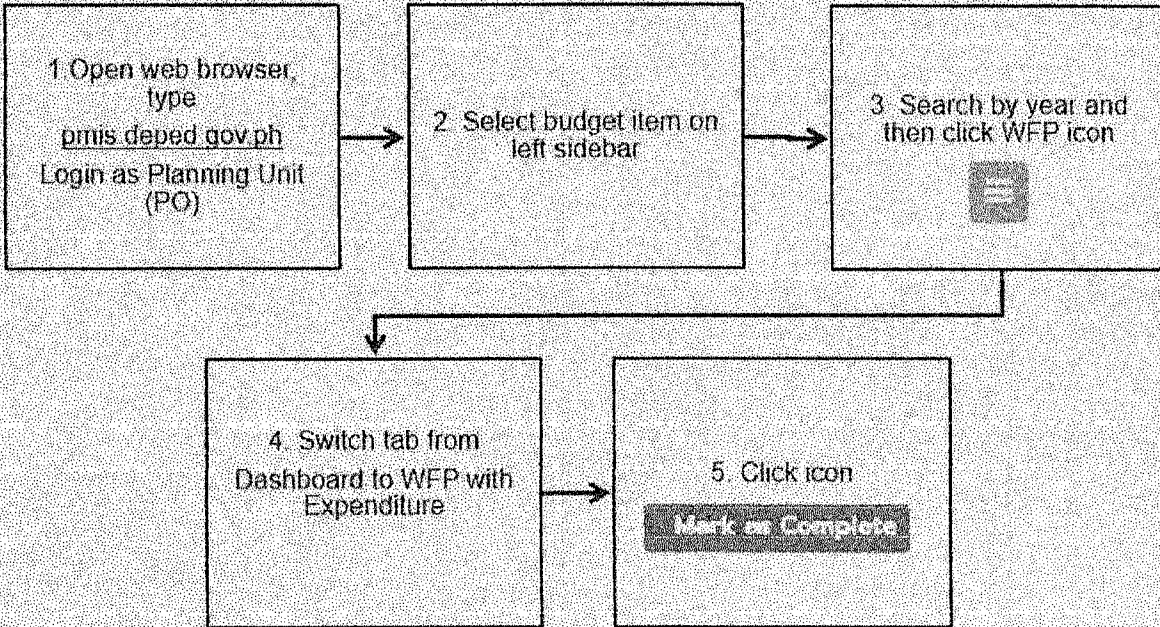 1 Open web browser,
type
pmis.deped.gov.ph
Login as Planning Unit
(PO)
2. Select budget item on
left sidebar
3. Search by year and
then click WFP icon
4. Switch tab from
Dashboard to WFP with
Expenditure
5. Click icon
Mark as Complete